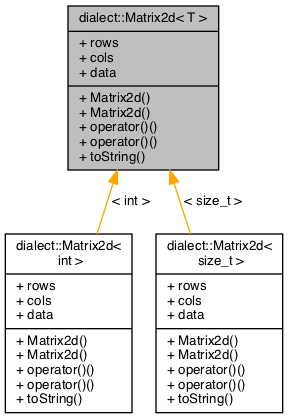 dialect::Matrix2d< T >
+ rows
+ cols
+ data
+ Matrix2d()
+ Matrix2d()
+ operator()()
+ operator()()
+ toString()
< int >
< size_t >
dialect::Matrix2d<
int >
+ rows
+ cols
+ data
+ Matrix2d()
+ Matrix2d()
+ operator()()
+ operator()()
+ toString()
dialect::Matrix2d<
size_t >
+ rows
+ cols
+ data
+ Matrix2d()
+ Matrix2d()
+ operator()()
+ operator()()
+ toString()